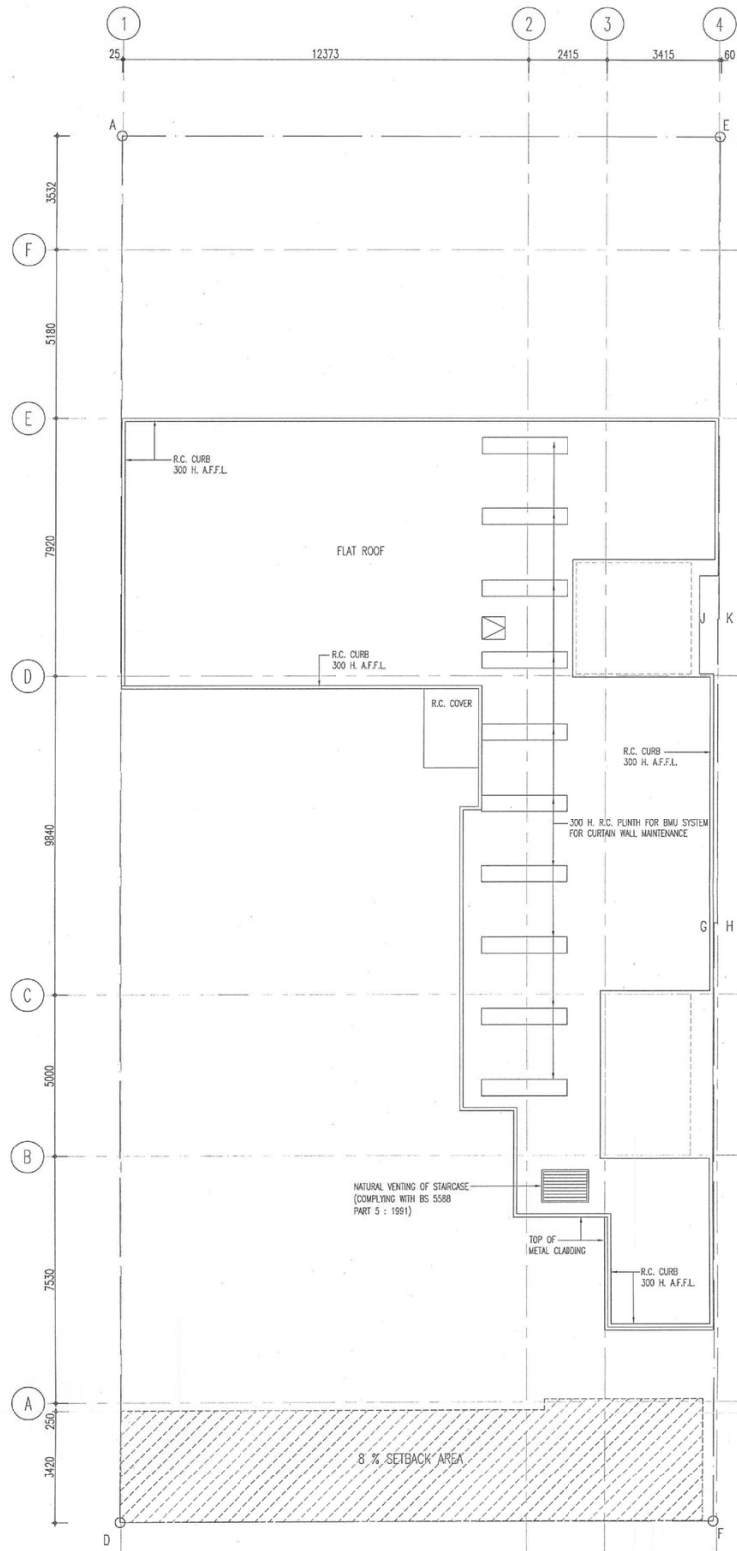 1 2 3 4
25 12373 2415 3415 60
A E
3532
F
5180
E
R.C. CURB
300 H. A.F.F.L.
7920
FLAT ROOF
J K
R.C. CURB
300 H. A.F.F.L.
D
R.C. COVER
R.C. CURB
300 H. A.F.F.L.
9840
300 H. R.C. PLINTH FOR BMU SYSTEM
FOR CURTAIN WALL MAINTENANCE
G H
C
5000
B
NATURAL VENTING OF STAIRCASE
(COMPLYING WITH BS 5588
PART 5 : 1991)
TOP OF
METAL CLADDING
R.C. CURB
300 H. A.F.F.L.
7530
A
250
8 % SETBACK AREA
3420
D F